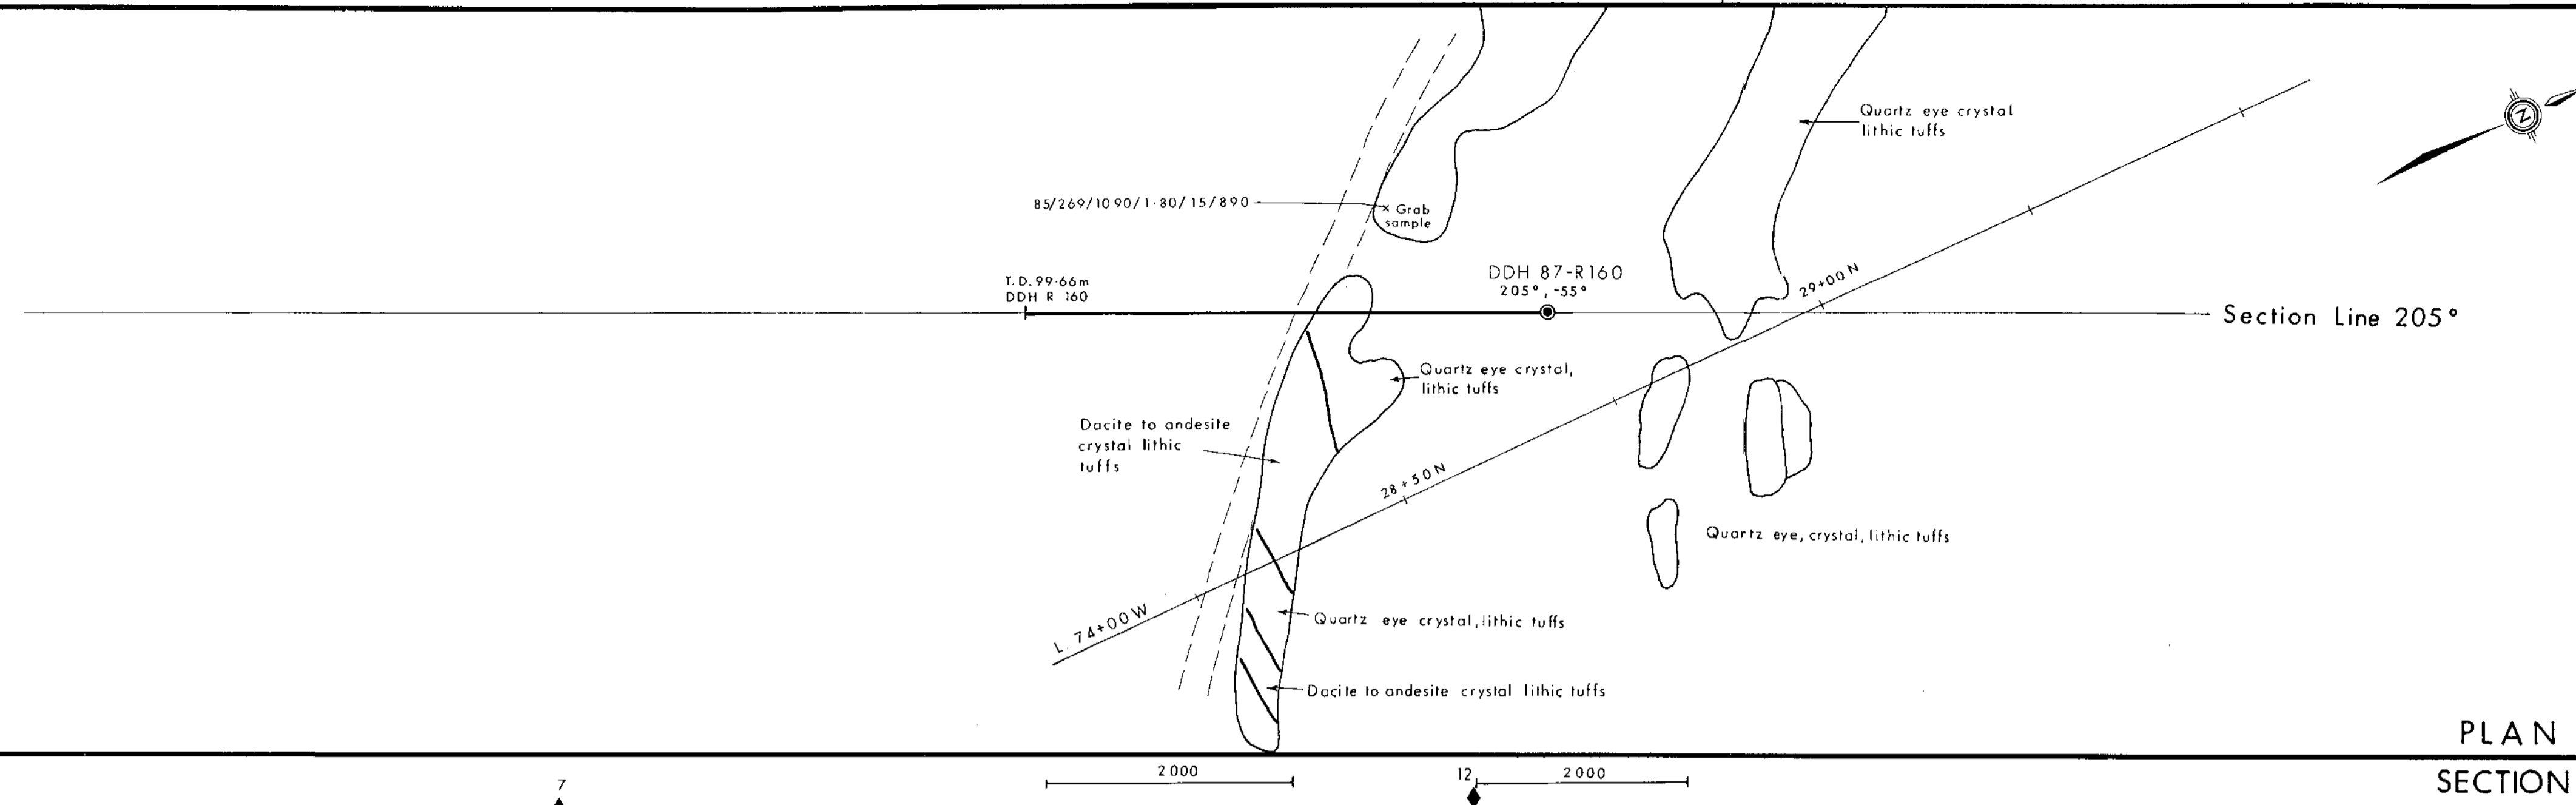 Quartz eye crystal
lithic tuffs
N
85/269/1090/1·80/15/890
Grab
sample
T.D. 99·66m
DDH R 160
DDH 87-R160
205°, -55°
29+00N
Section Line 205°
Quartz eye crystal,
lithic tuffs
Dacite to andesite
crystal lithic
tuffs
28+50N
Quartz eye, crystal, lithic tuffs
L. 74+00W
Quartz eye crystal, lithic tuffs
Dacite to andesite crystal lithic tuffs
PLAN
SECTION
7
2000
12
2000